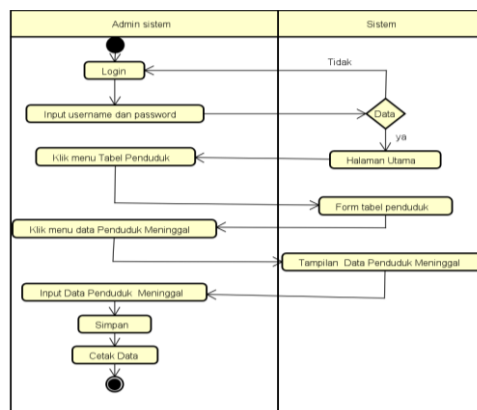 Admin sistem
Sistem
Login
Tidak
Input username dan password
Data
ya
Klik menu Tabel Penduduk
Halaman Utama
Form tabel penduduk
Klik menu data Penduduk Meninggal
Tampilan Data Penduduk Meninggal
Input Data Penduduk Meninggal
Simpan
Cetak Data